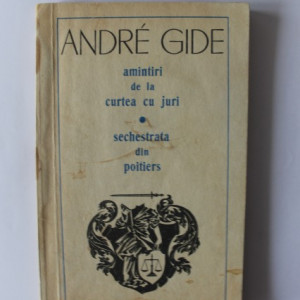 ANDRÉ GIDE
amintiri
de la
curtea cu juri
sechestrata
din
poitiers